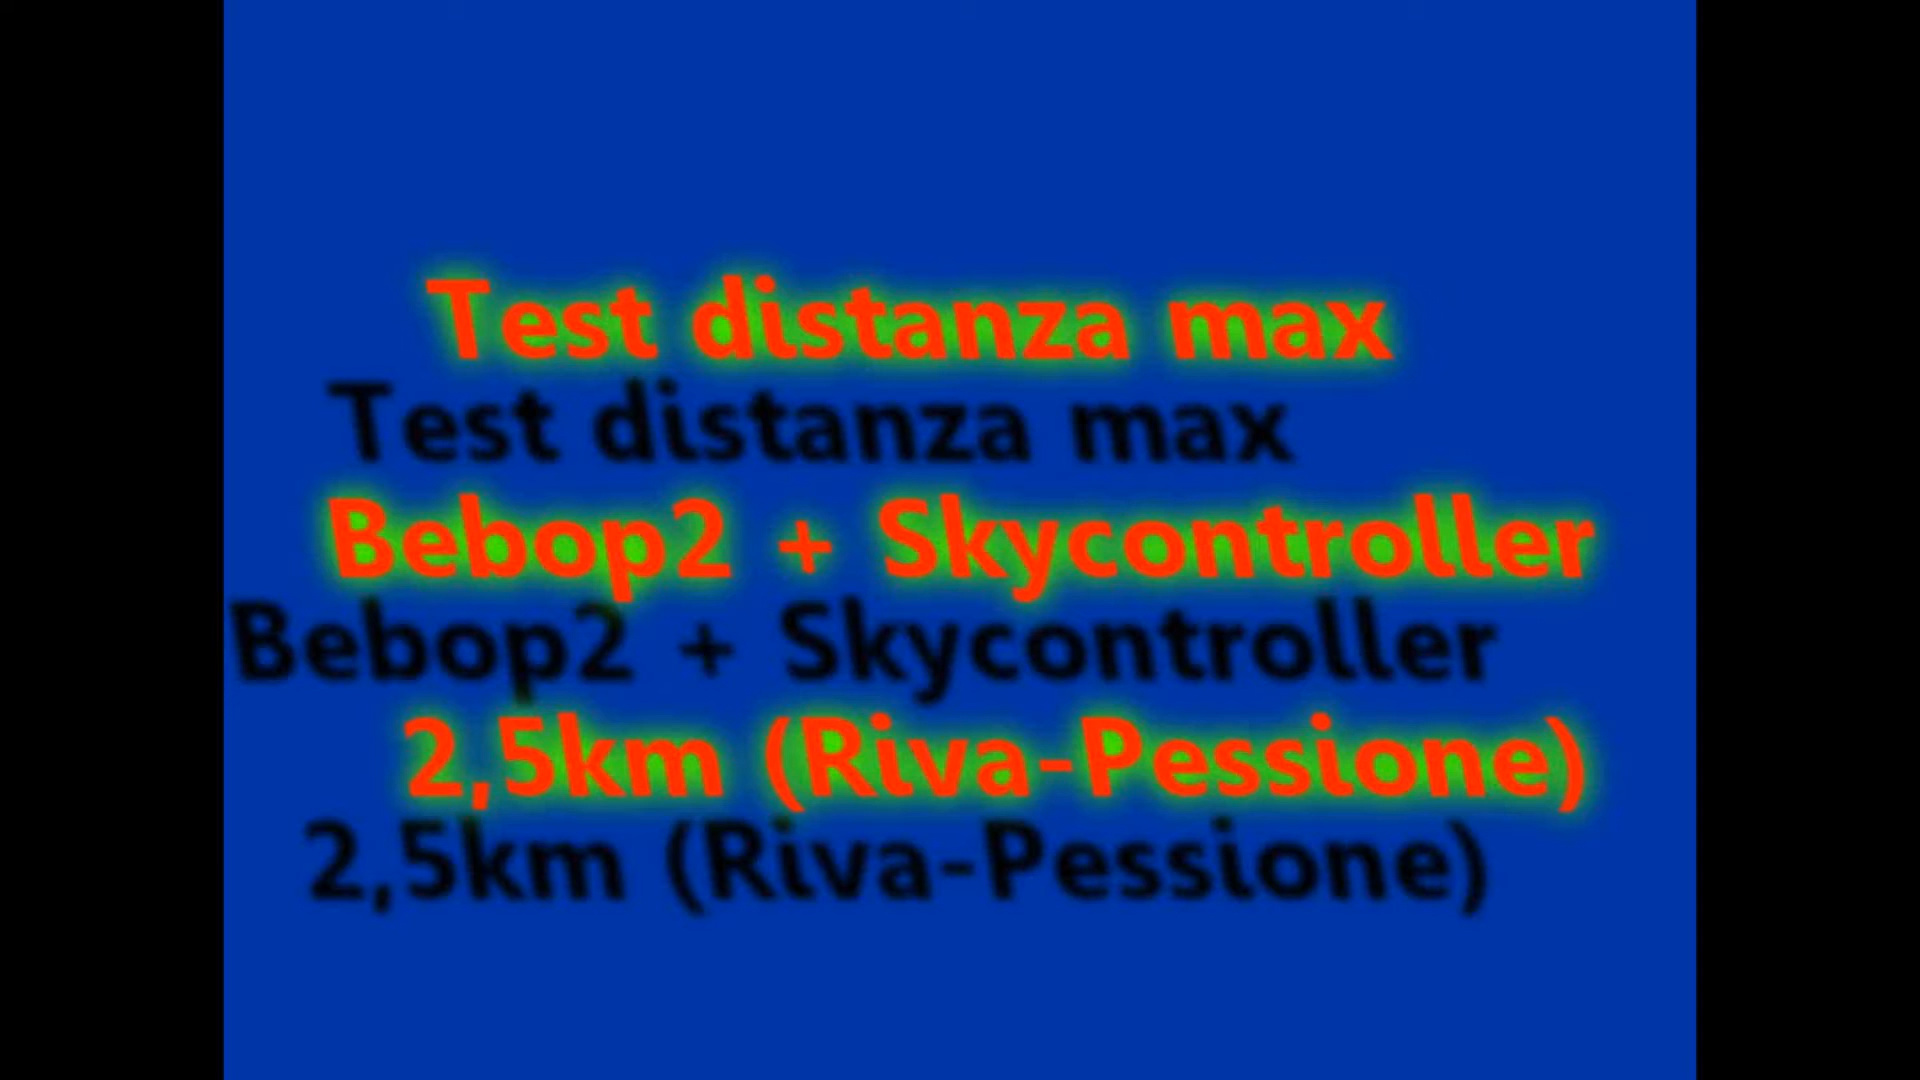 Test distanza max
Test distanza max
Bebop2 + Skycontroller
Bebop2 + Skycontroller
2,5km (Riva-Pessione)
2,5km (Riva-Pessione)